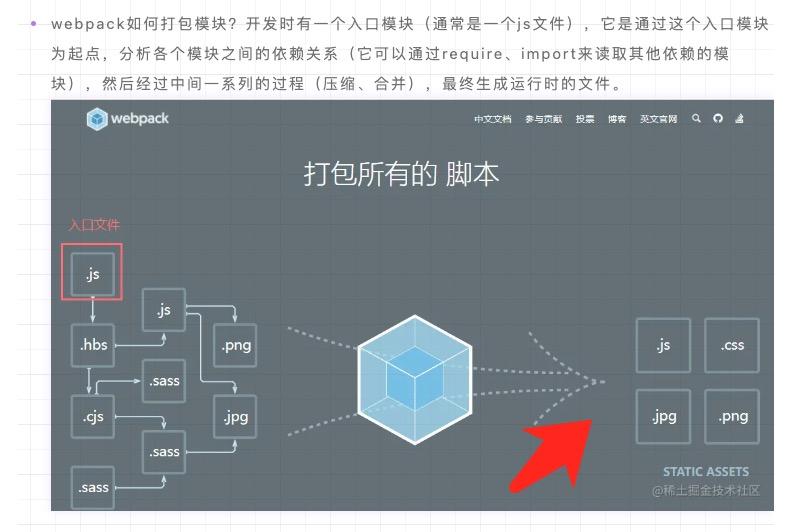 webpack如何打包模块？开发时有一个入口模块（通常是一个js文件），它是通过这个入口模块
为起点，分析各个模块之间的依赖关系（它可以通过require、import来读取其他依赖的模
块），然后经过中间一系列的过程（压缩、合并），最终生成运行时的文件。
webpack
中文文档 参与贡献 投票 博客 英文官网
打包所有的 脚本
入口文件
.js
.js
.hbs
.png
.sass
.cjs
.jpg
.sass
.sass
.js .css
.jpg .png
STATIC ASSETS
@稀土掘金技术社区